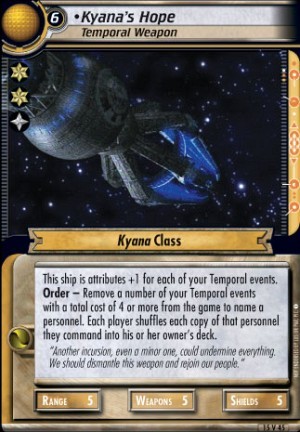 6
•Kyana's Hope
Temporal Weapon
Kyana Class
This ship is attributes +1 for each of your Temporal events.
Order – Remove a number of your Temporal events
with a total cost of 4 or more from the game to name a
personnel. Each player shuffles each copy of that personnel
they command into his or her owner's deck.
"Another incursion, even a minor one, could undermine everything.
We should dismantle this weapon and rejoin our people."
RANGE 5 WEAPONS 5 SHIELDS 5
15 V 45